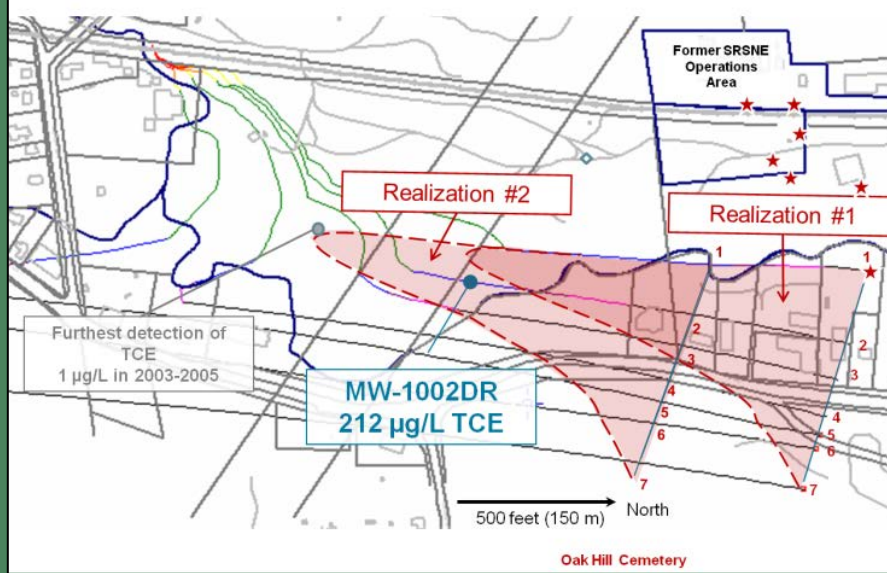 Former SRSNE
Operations
Area
Realization #2
Realization #1
1
1
2
3
4
5
6
7
2
3
4
5
6
7
Furthest detection of
TCE
1 µg/L in 2003-2005
MW-1002DR
212 µg/L TCE
500 feet (150 m)
North
Oak Hill Cemetery